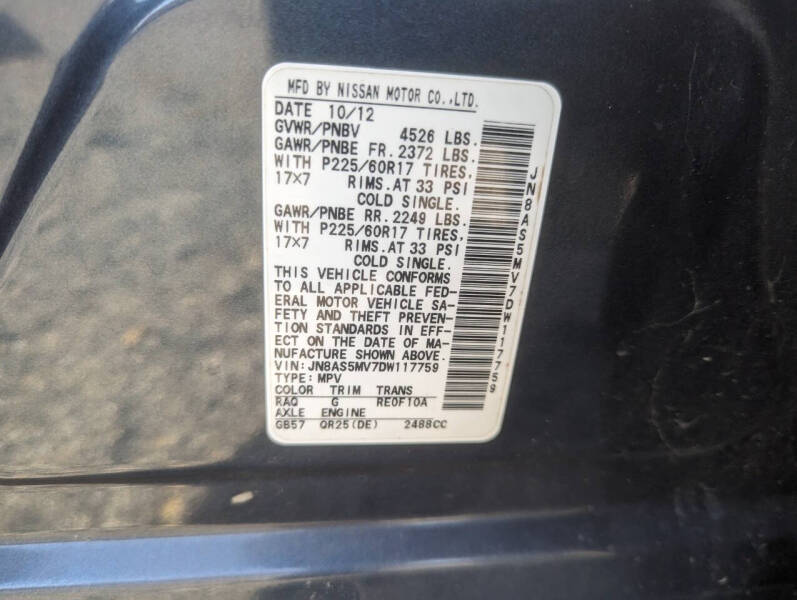 MFD BY NISSAN MOTOR CO.,LTD.
DATE 10/12
GVWR/PNBV 4526 LBS.
GAWR/PNBE FR. 2372 LBS.
WITH P225/60R17 TIRES,
17X7 RIMS. AT 33 PSI
COLD SINGLE.
GAWR/PNBE RR. 2249 LBS.
WITH P225/60R17 TIRES,
17X7 RIMS. AT 33 PSI
COLD SINGLE.
THIS VEHICLE CONFORMS
TO ALL APPLICABLE FED-
ERAL MOTOR VEHICLE SA-
FETY AND THEFT PREVEN-
TION STANDARDS IN EFF-
ECT ON THE DATE OF MA-
NUFACTURE SHOWN ABOVE.
VIN: JN8AS5MV7DW117759
TYPE: MPV
COLOR TRIM TRANS
RAQ G RE0F10A
AXLE ENGINE
GB57 QR25(DE) 2488CC
JN8AS5MV7DW117759